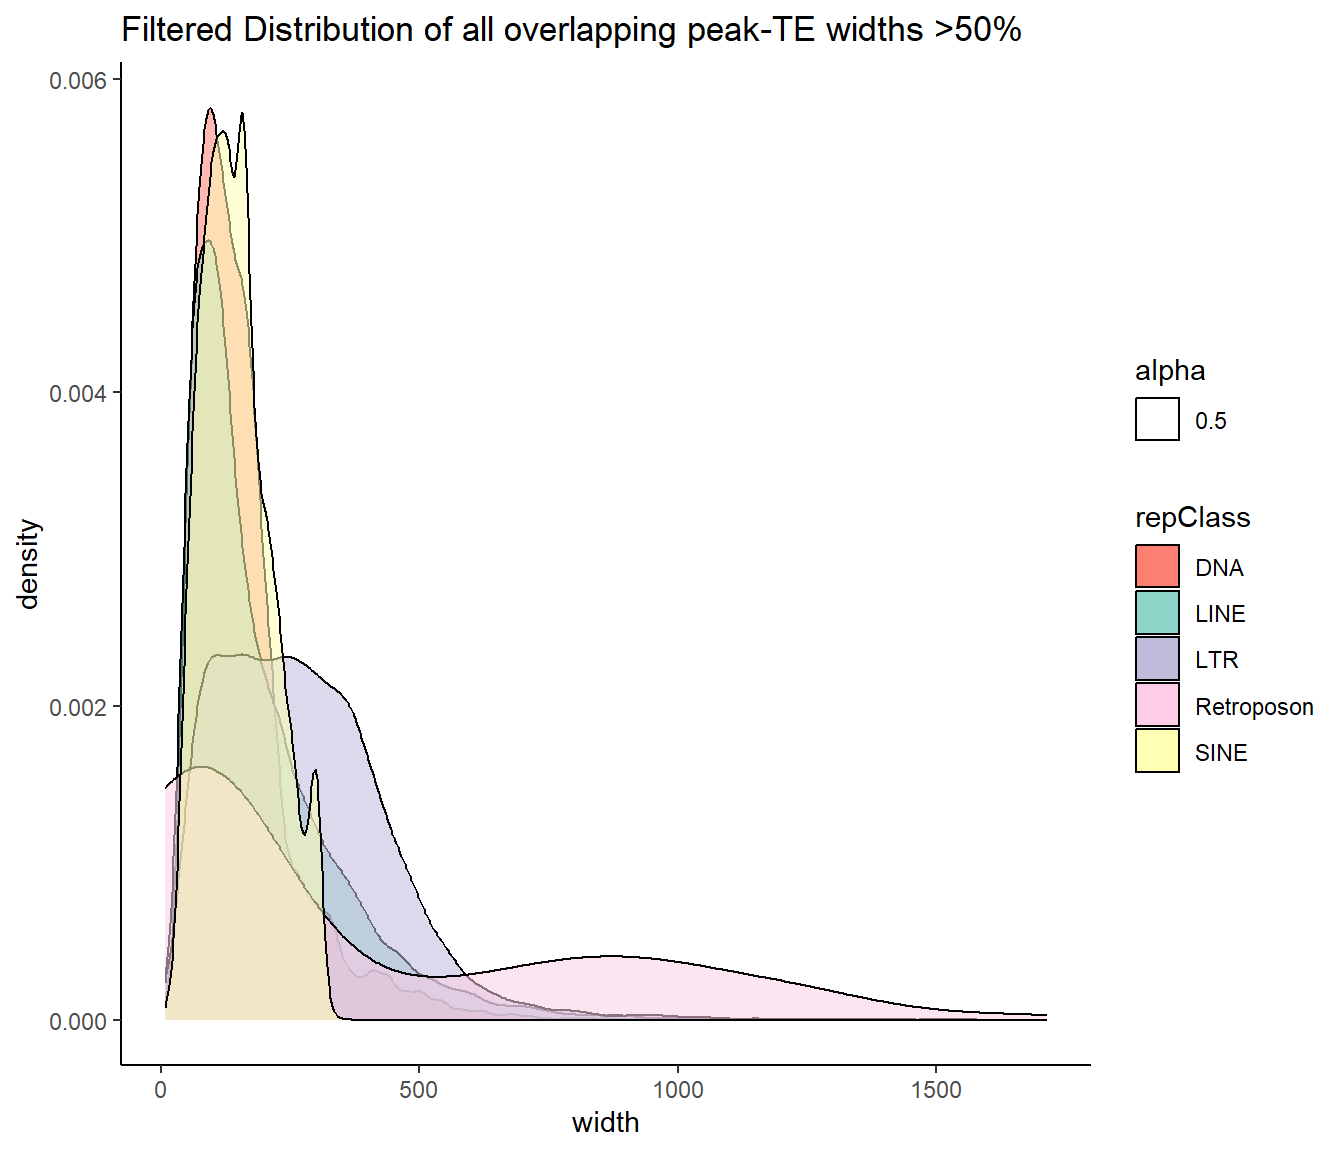 Filtered Distribution of all overlapping peak-TE widths >50%
0.006
0.004
0.002
0.000
density
0
500
1000
1500
width
alpha
0.5
repClass
DNA
LINE
LTR
Retroposon
SINE